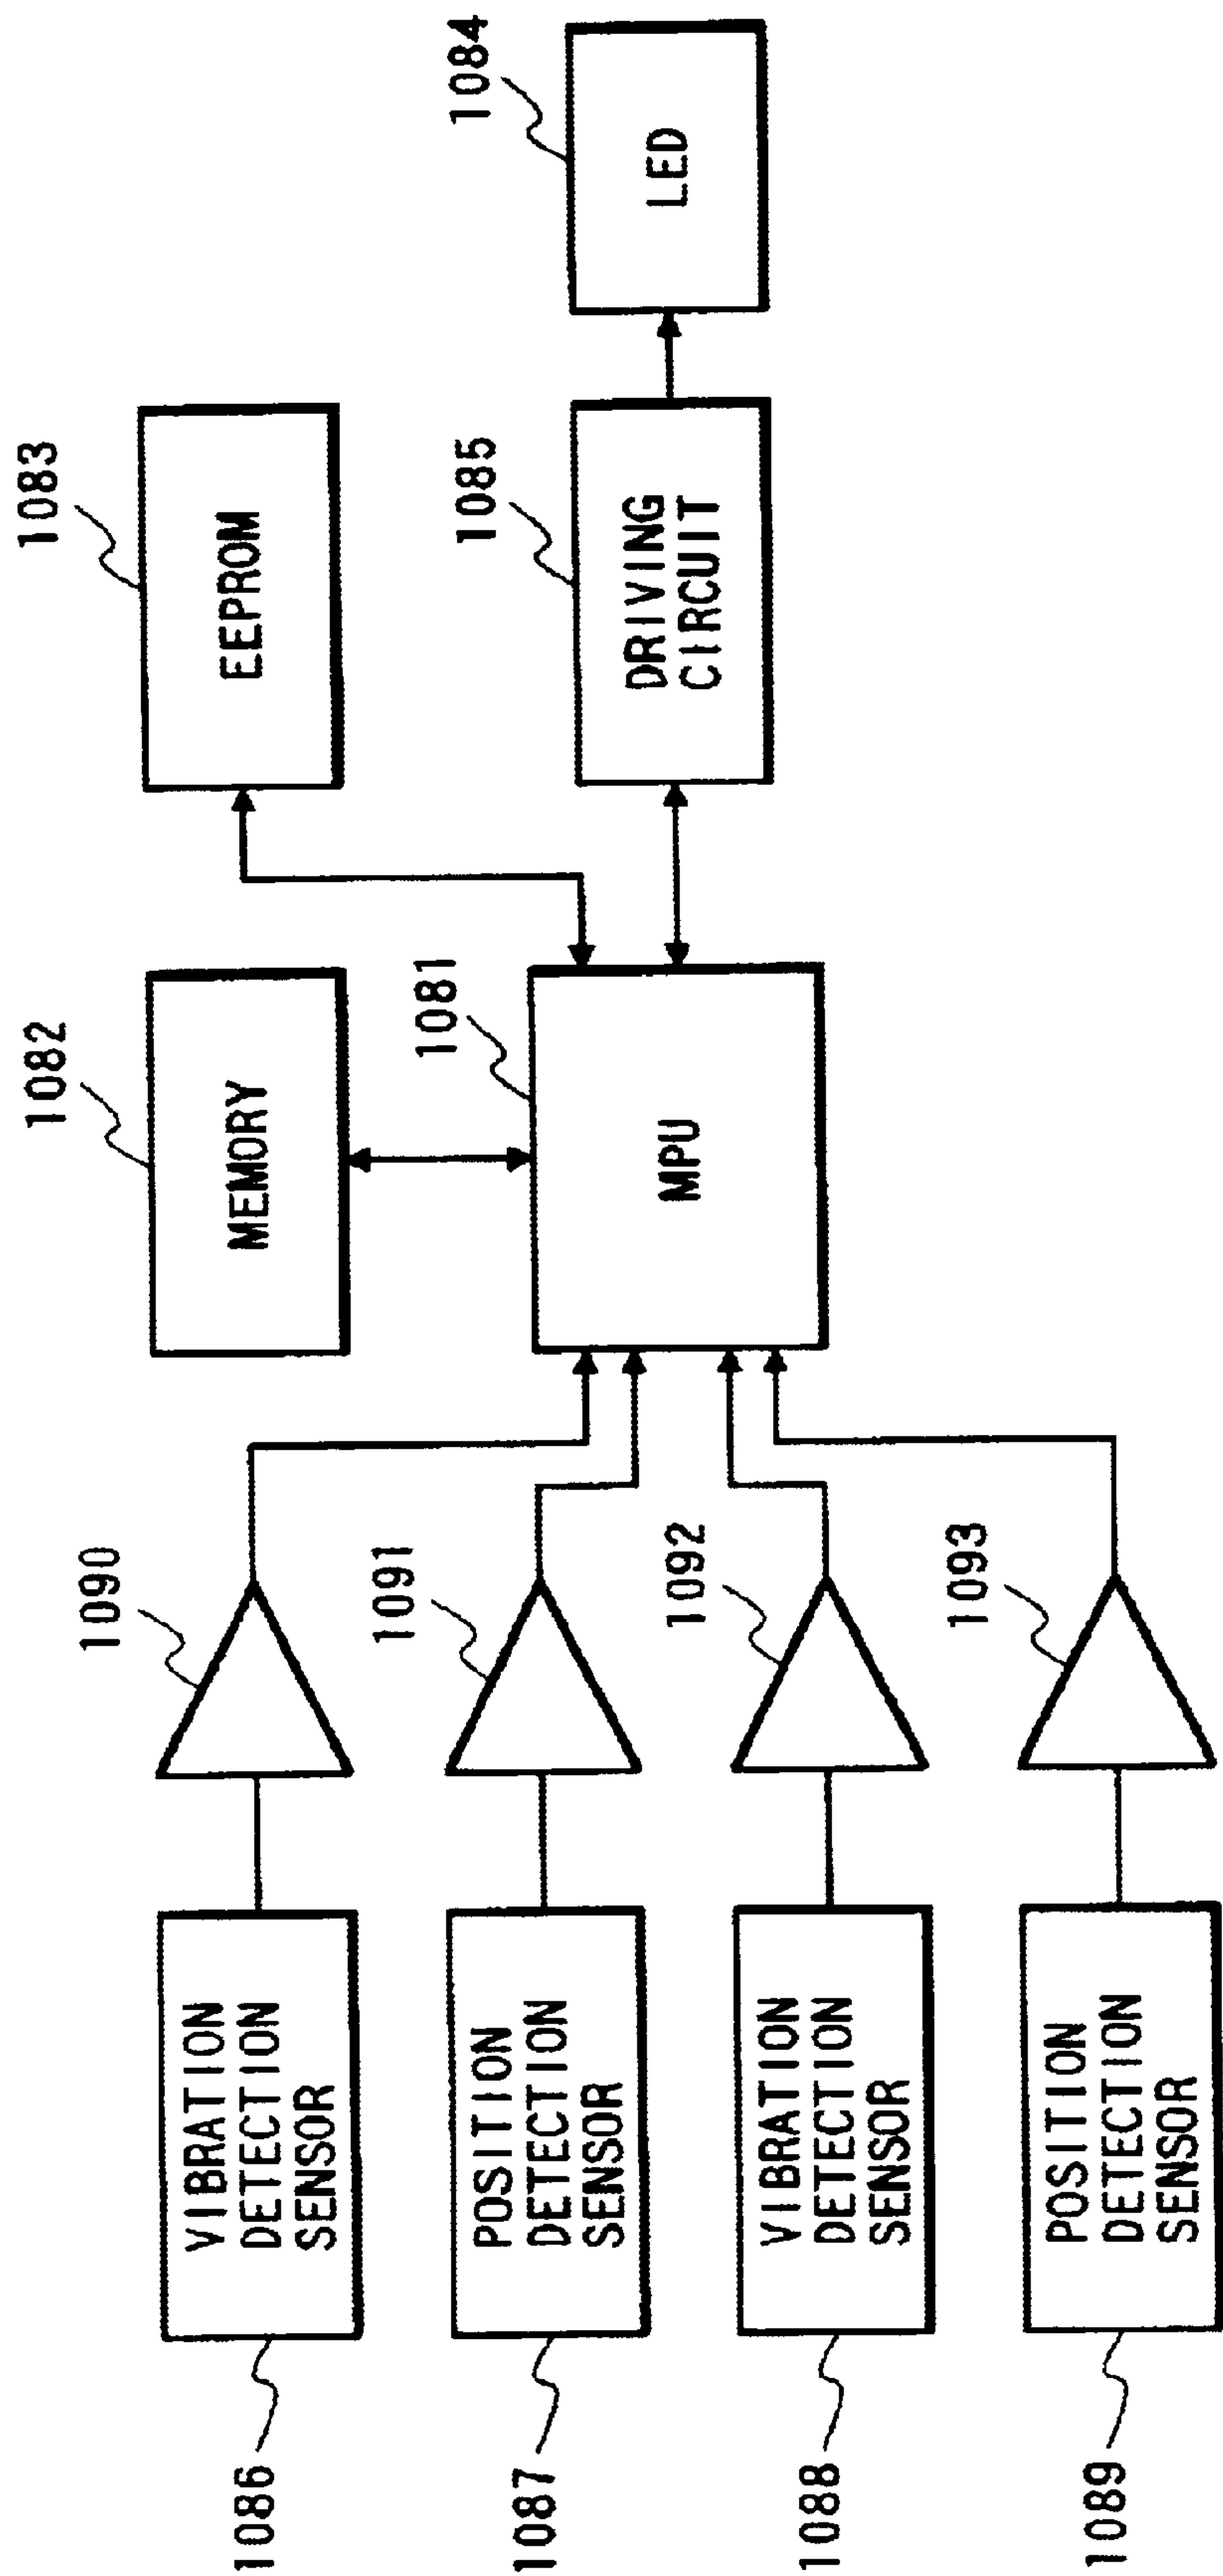 1082
MEMORY
1083
EEPROM
1081
MPU
1085
DRIVING
CIRCUIT
1084
LED
1086
VIBRATION
DETECTION
SENSOR
1090
1087
POSITION
DETECTION
SENSOR
1091
1088
VIBRATION
DETECTION
SENSOR
1092
1089
POSITION
DETECTION
SENSOR
1093